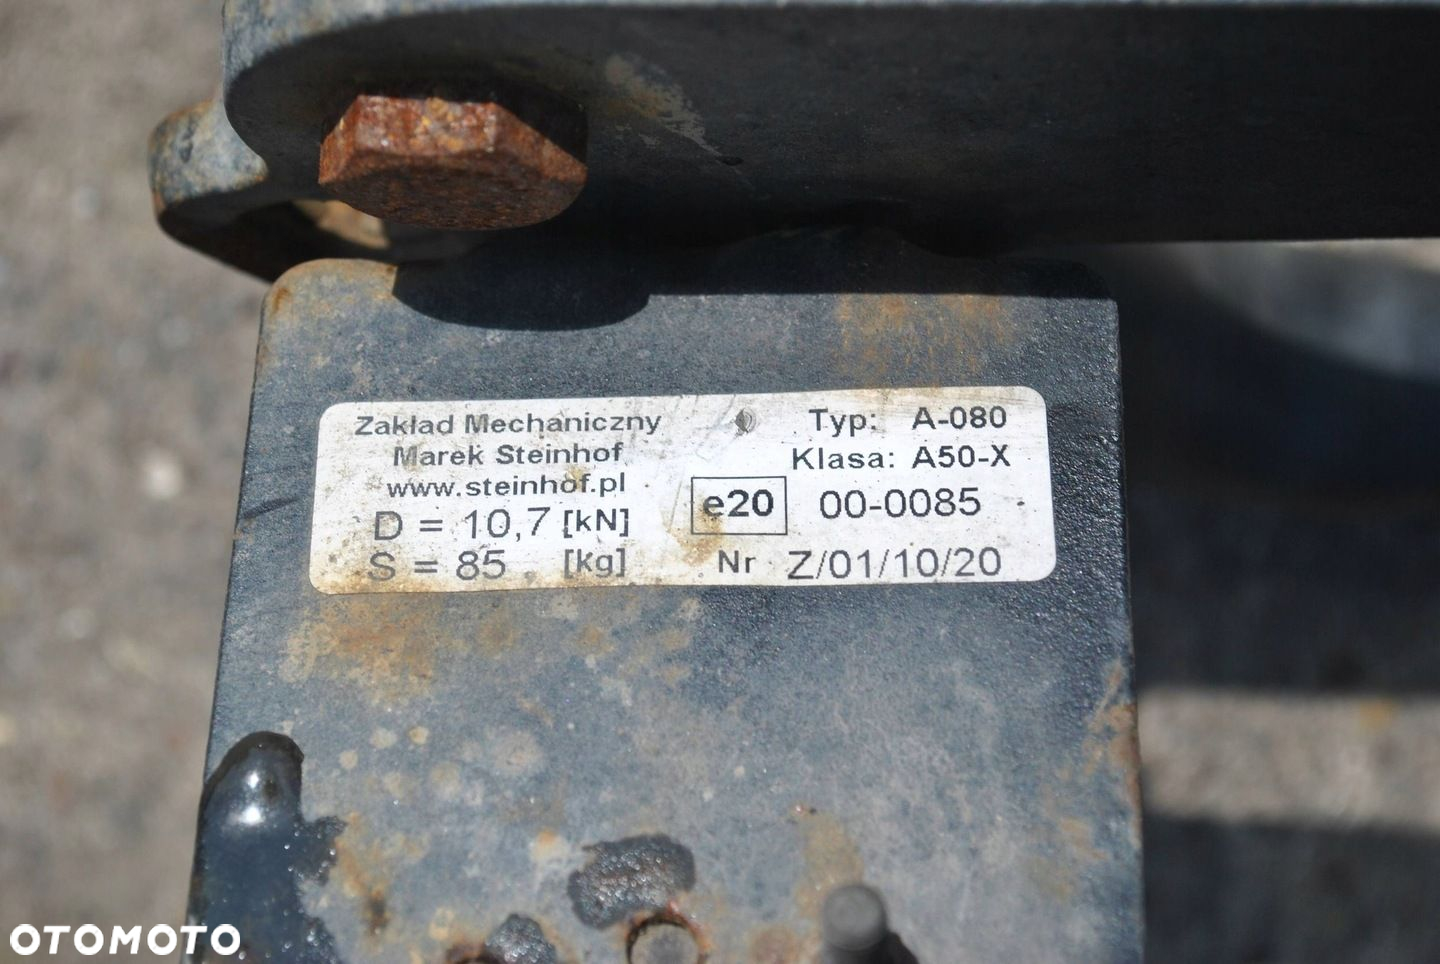 Zakład Mechaniczny
Marek Steinhof
www.steinhof.pl
D = 10,7 [kN]
S = 85 [kg]
Typ: A-080
Klasa: A50-X
e20 00-0085
Nr Z/01/10/20
OTOMOTO